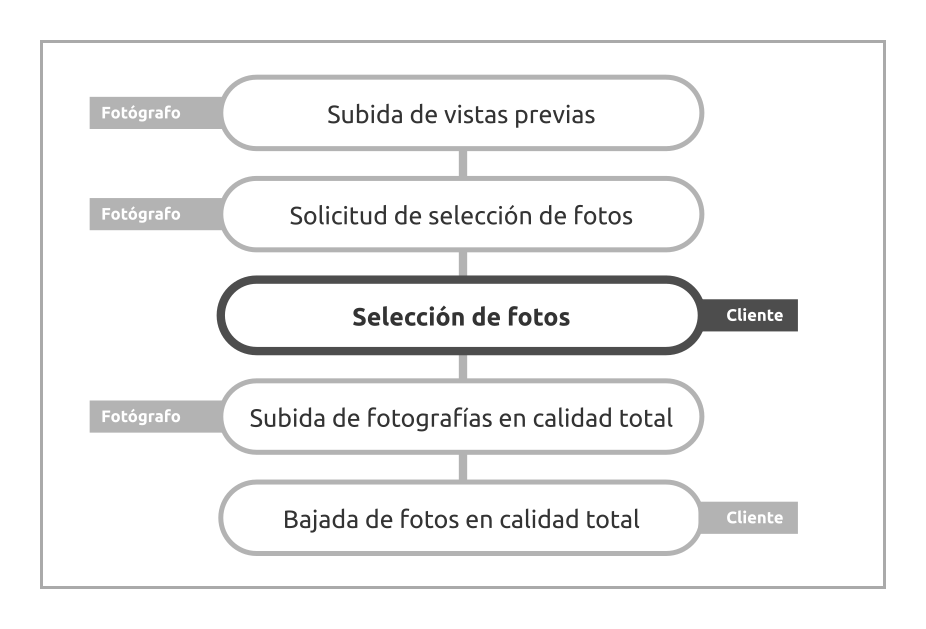 Fotógrafo
Subida de vistas previas
Fotógrafo
Solicitud de selección de fotos
Selección de fotos
Cliente
Fotógrafo
Subida de fotografías en calidad total
Bajada de fotos en calidad total
Cliente